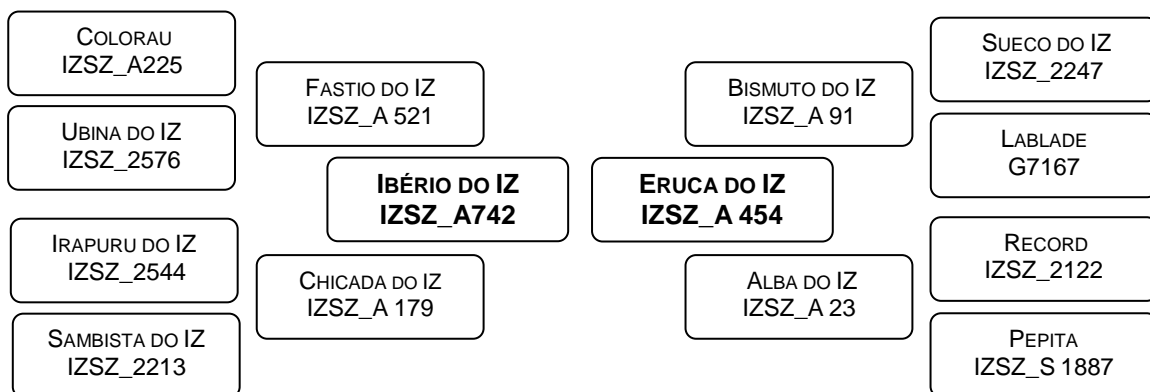 COLORAU
IZSZ_A225
SUECO DO IZ
IZSZ_2247
FASTIO DO IZ
IZSZ_A 521
BISMUTO DO IZ
IZSZ_A 91
UBINA DO IZ
IZSZ_2576
LABLADE
G7167
IBÉRIO DO IZ
IZSZ_A742
ERUCA DO IZ
IZSZ_A 454
IRAPURU DO IZ
IZSZ_2544
RECORD
IZSZ_2122
CHICADA DO IZ
IZSZ_A 179
ALBA DO IZ
IZSZ_A 23
SAMBISTA DO IZ
IZSZ_2213
PEPITA
IZSZ_S 1887